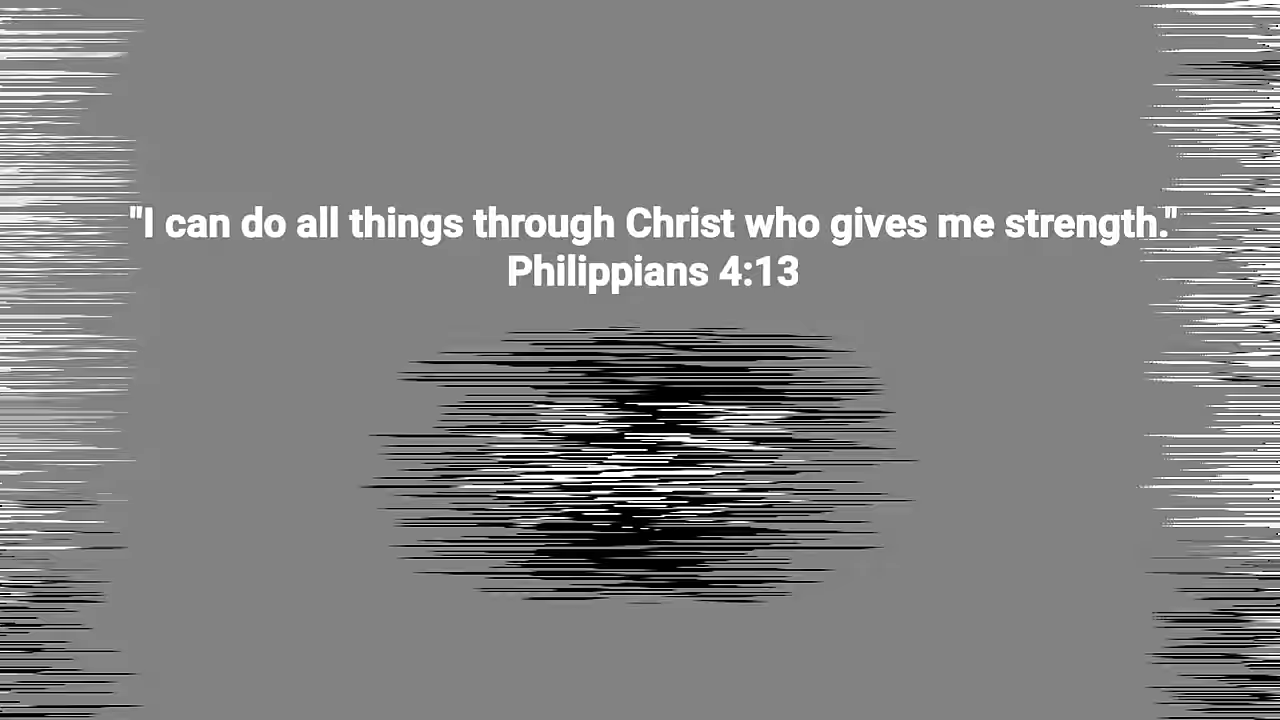 "I can do all things through Christ who gives me strength."
Philippians 4:13